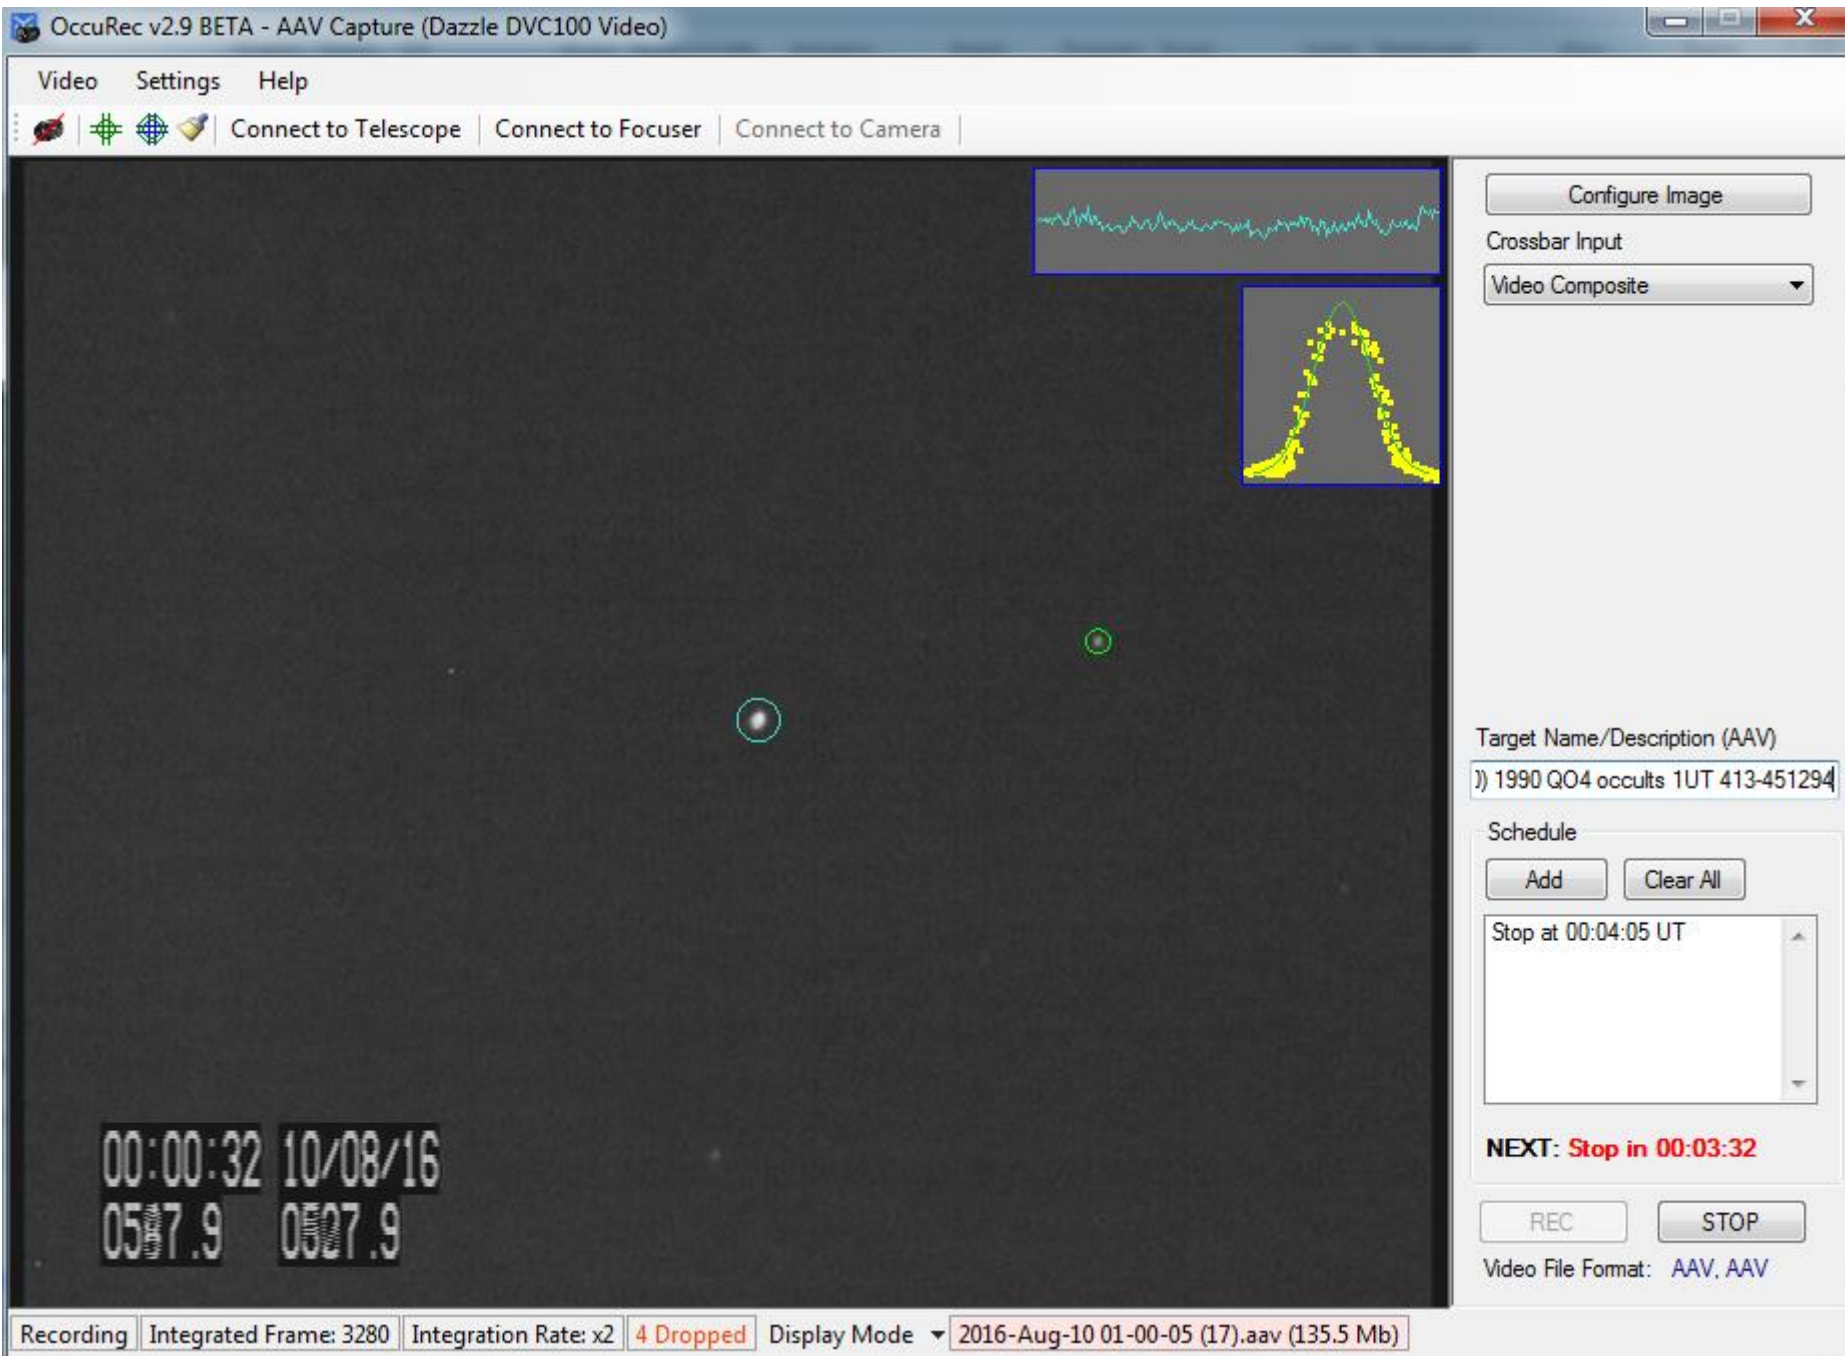 OccuRec v2.9 BETA - AAV Capture (Dazzle DVC100 Video)
Video Settings Help
Connect to Telescope Connect to Focuser Connect to Camera
Configure Image
Crossbar Input
Video Composite
Target Name/Description (AAV)
)) 1990 QO4 occults 1UT 413-451294
Schedule
Add Clear All
Stop at 00:04:05 UT
NEXT: Stop in 00:03:32
REC STOP
Video File Format: AAV, AAV
00:00:32 10/08/16
Recording Integrated Frame: 3280 Integration Rate: x2 4 Dropped Display Mode 2016-Aug-10 01-00-05 (17).aav (135.5 Mb)